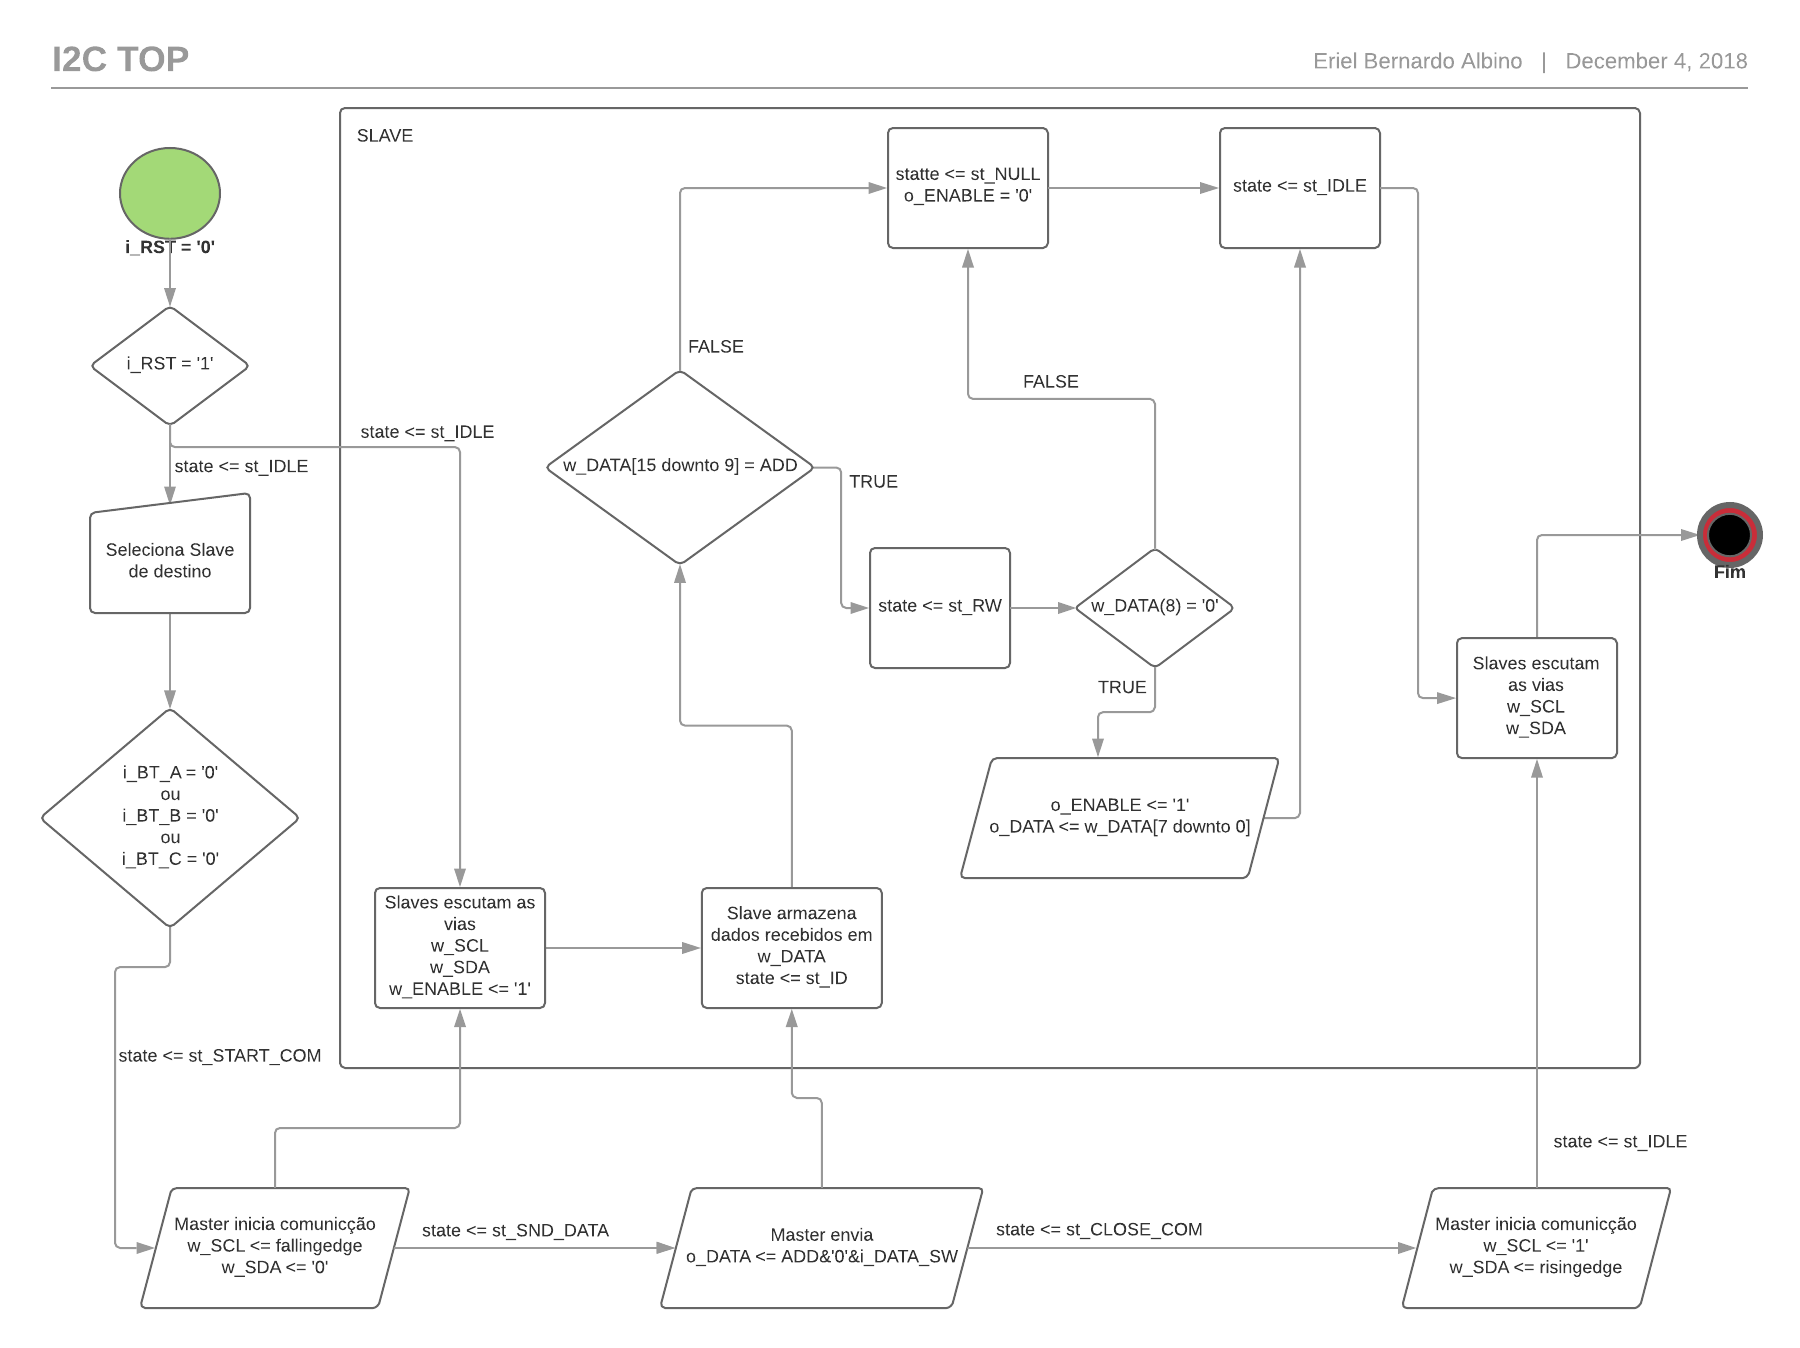 I2C TOP
Eriel Bernardo Albino | December 4, 2018
SLAVE
i_RST = '0'
i_RST = '1'
state <= st_IDLE
state <= st_IDLE
Seleciona Slave
de destino
i_BT_A = '0'
ou
i_BT_B = '0'
ou
i_BT_C = '0'
state <= st_START_COM
statte <= st_NULL
o_ENABLE = '0'
state <= st_IDLE
FALSE
FALSE
w_DATA[15 downto 9] = ADD
TRUE
state <= st_RW
w_DATA(8) = '0'
TRUE
o_ENABLE <= '1'
o_DATA <= w_DATA[7 downto 0]
Slaves escutam
as vias
w_SCL
w_SDA
Fim
Slaves escutam as
vias
w_SCL
w_SDA
w_ENABLE <= '1'
Slave armazena
dados recebidos em
w_DATA
state <= st_ID
state <= st_IDLE
Master inicia comunicção
w_SCL <= fallingedge
w_SDA <= '0'
state <= st_SND_DATA
Master envia
o_DATA <= ADD&'0'&i_DATA_SW
state <= st_CLOSE_COM
Master inicia comunicção
w_SCL <= '1'
w_SDA <= risingedge